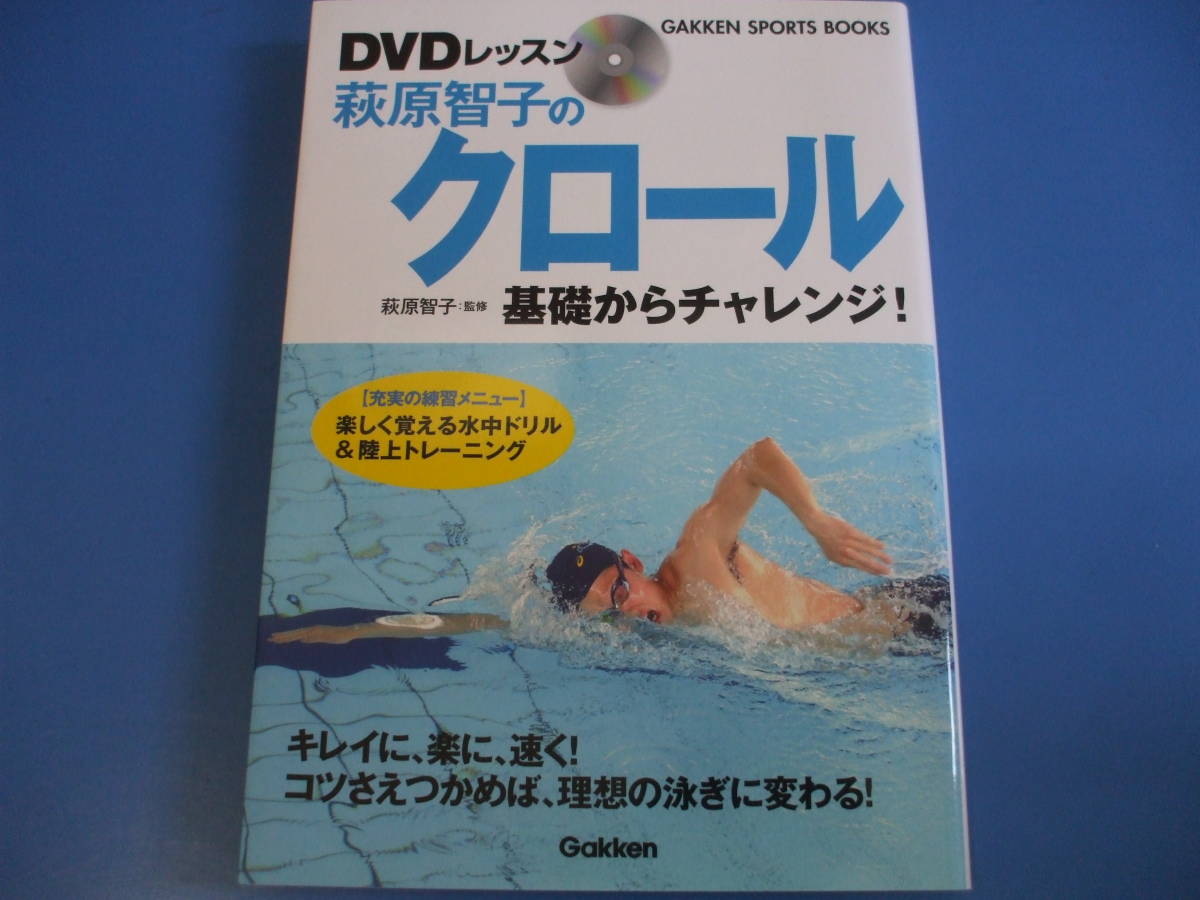 GAKKEN SPORTS BOOKS
DVDレッスン
萩原智子の
クロール
萩原智子:監修 基礎からチャレンジ!
【充実の練習メニュー】
楽しく覚える水中ドリル
&陸上トレーニング
キレイに、楽に、速く!
コツさえつかめば、理想の泳ぎに変わる!
Gakken